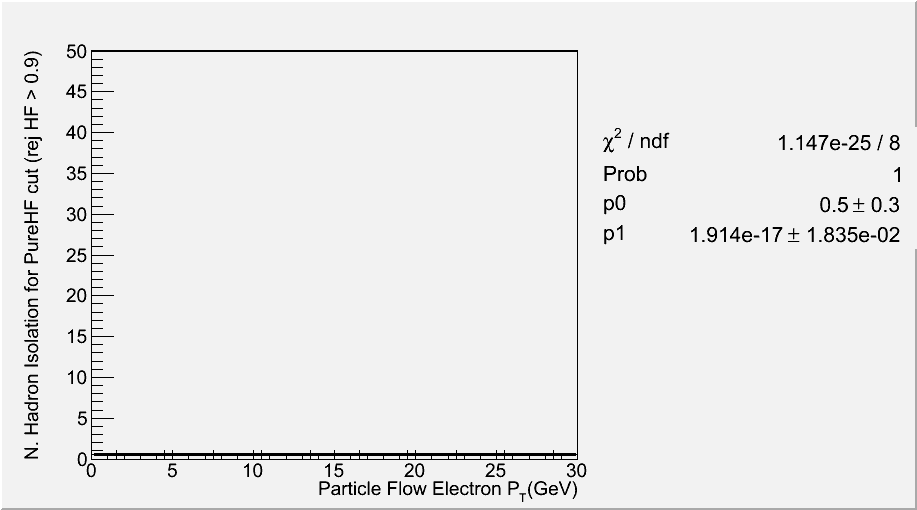 N. Hadron Isolation for PureHF cut (rej HF > 0.9)
50
45
40
35
30
25
20
15
10
5
0
0 5 10 15 20 25 30
Particle Flow Electron P_T(GeV)
χ² / ndf 1.147e-25 / 8
Prob 1
p0 0.5 ± 0.3
p1 1.914e-17 ± 1.835e-02